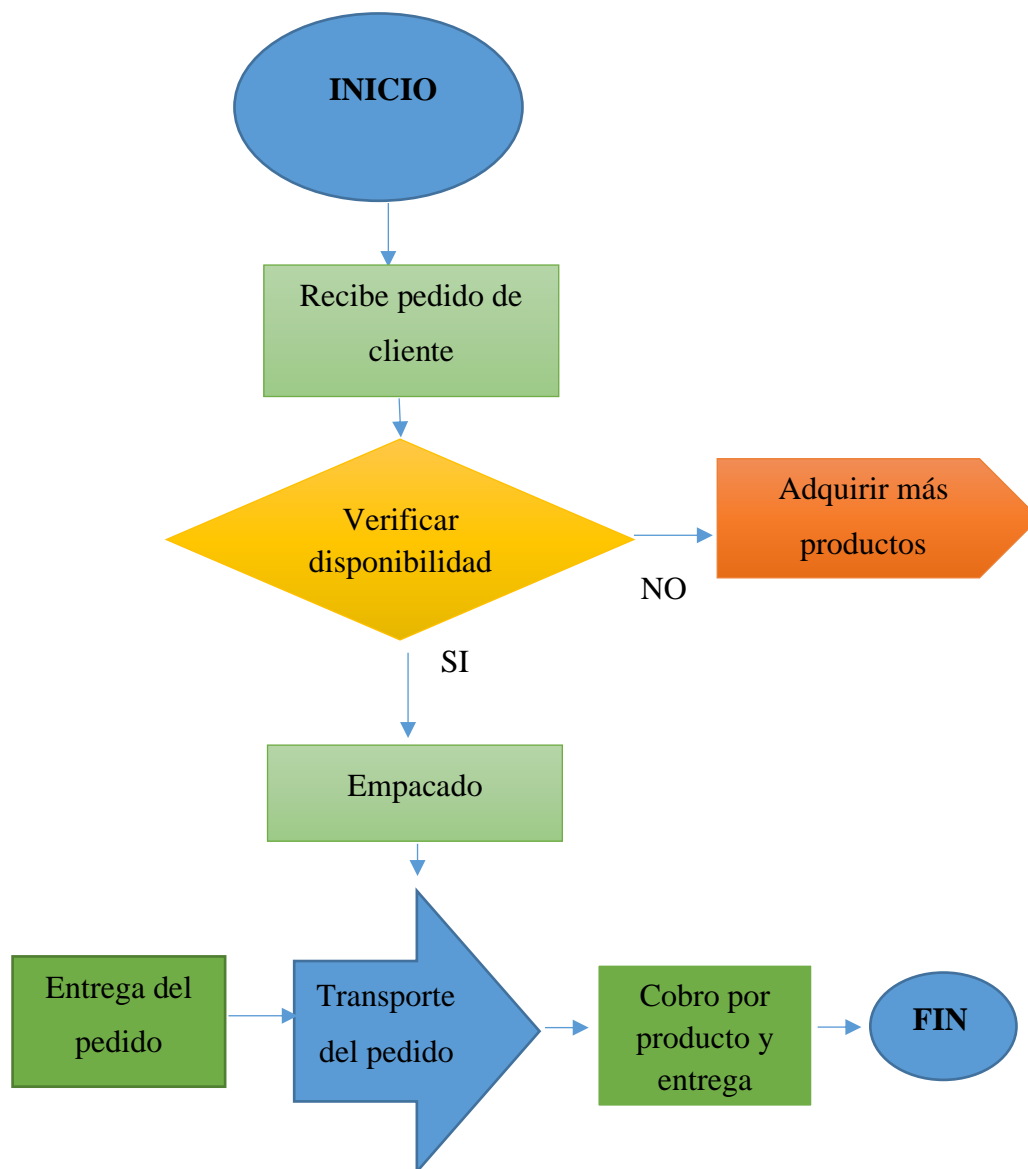 INICIO
Recibe pedido de
cliente
Verificar
disponibilidad
Adquirir más
productos
NO
SI
Empacado
Entrega del
pedido
Transporte
del pedido
Cobro por
producto y
entrega
FIN